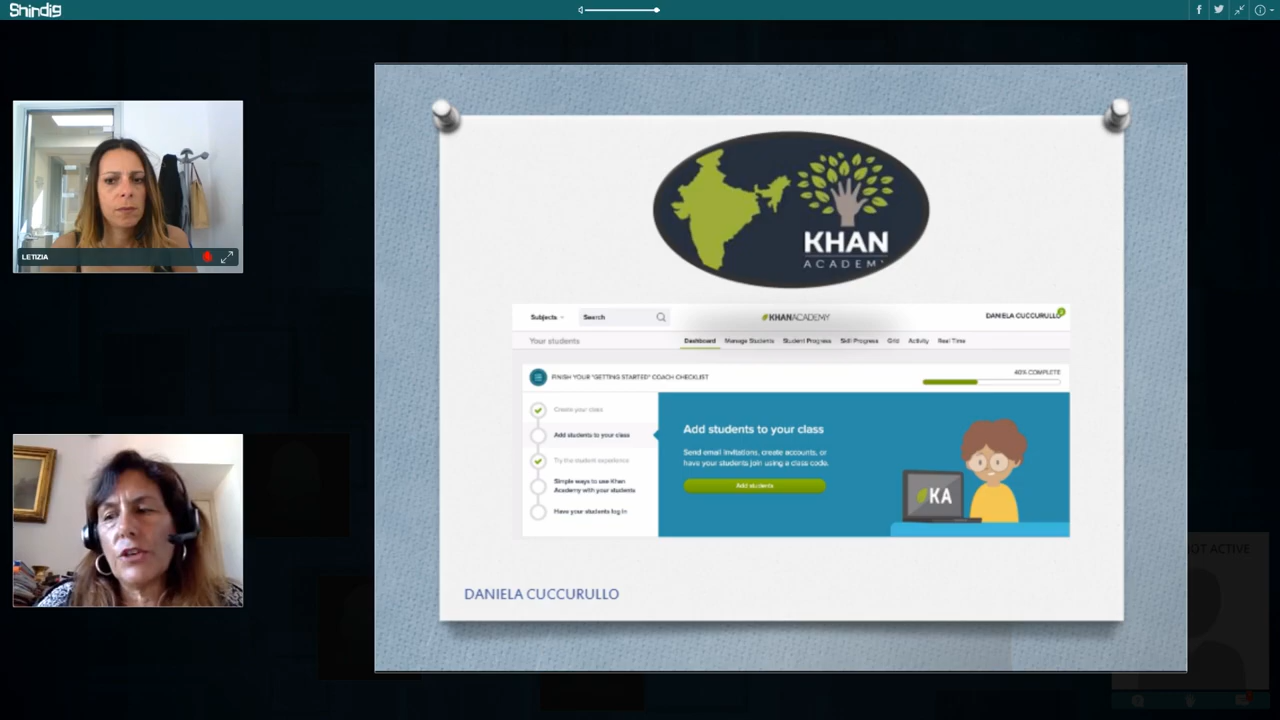 Shindig
LETIZIA
KHAN
ACADEMY
Subjects
Search
KHANACADEMY
DANIELA CUCCURULLO
Your students
Dashboard Manage Students Student Progress Skill Progress Grid Activity Real Time
FINISH YOUR "GETTING STARTED" COACH CHECKLIST
40% COMPLETE
Create your class
Add students to your class
Try the student experience
Simple ways to use Khan
Academy with your students
Have your students log in
Add students to your class
Send email invitations, create accounts, or
have your students join using a class code.
Add students
KA
DANIELA CUCCURULLO
OT ACTIVE